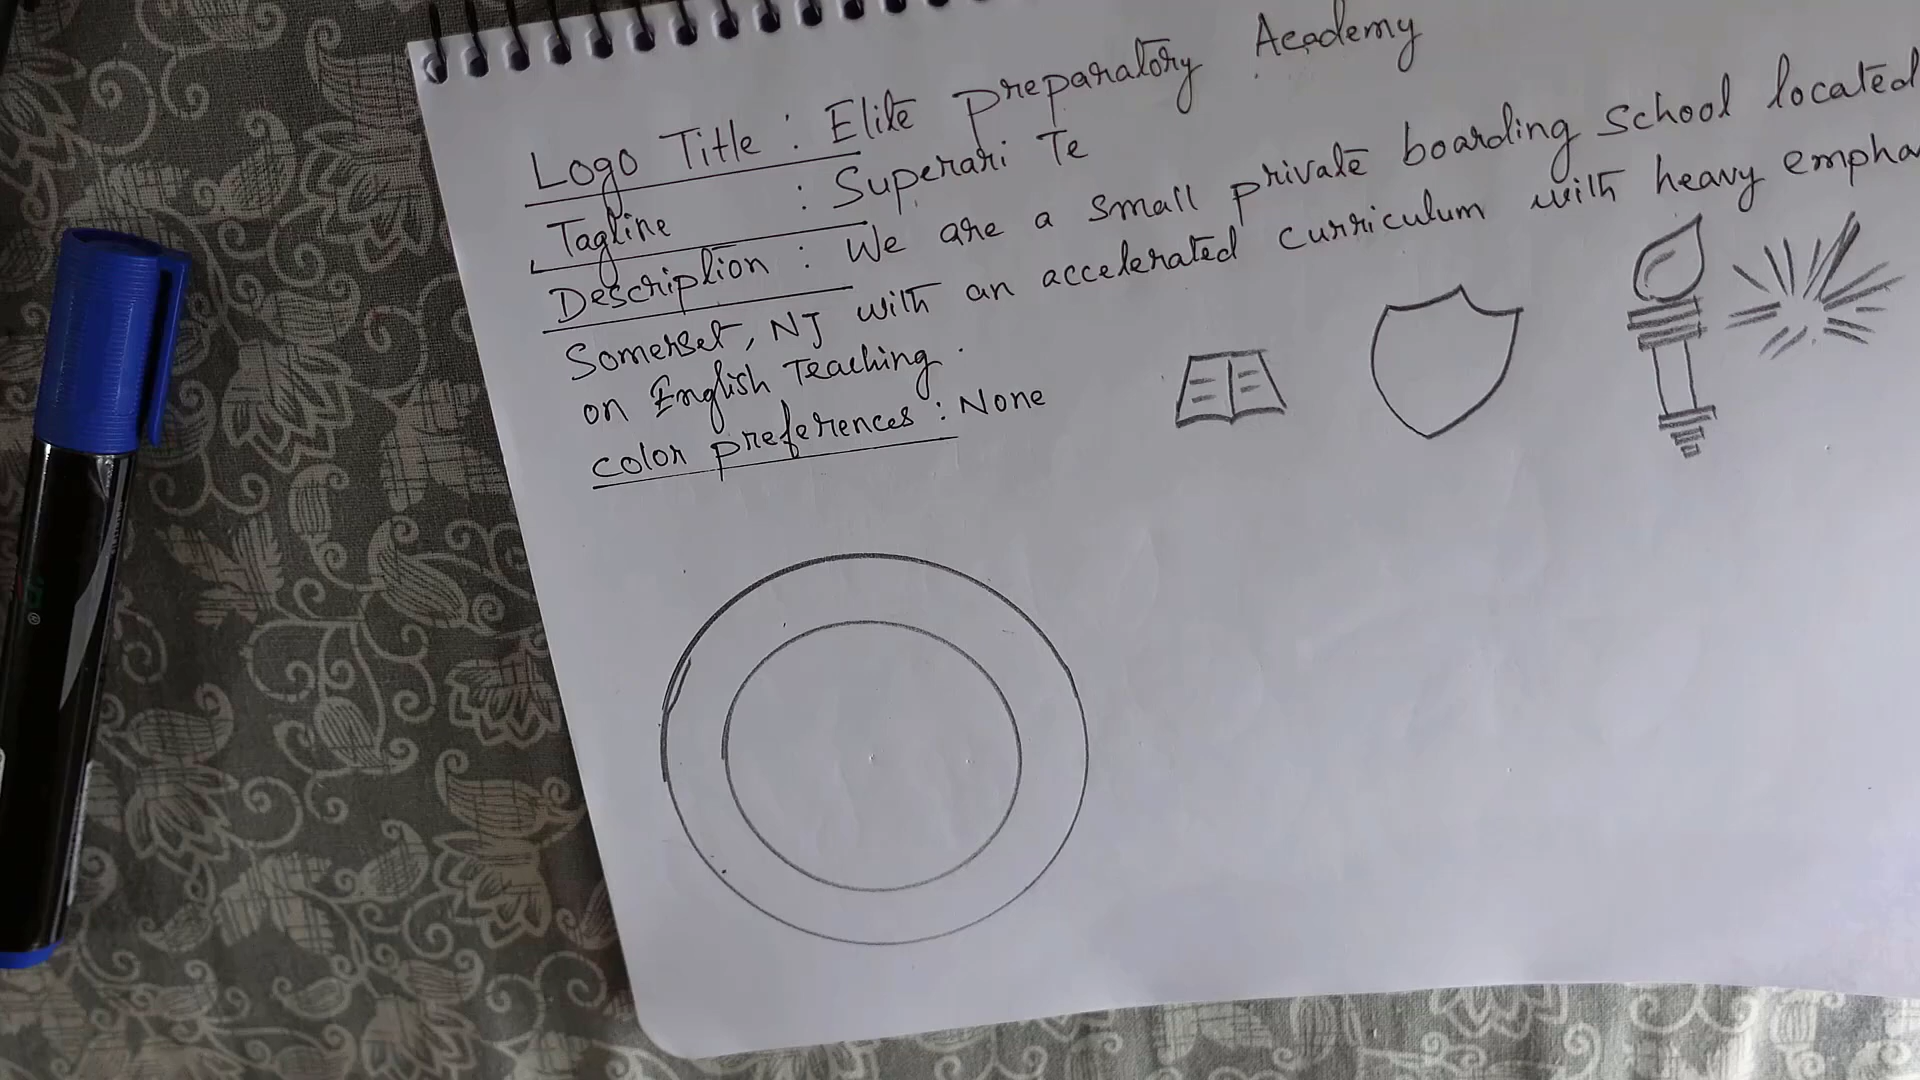 Logo Title : Elite preparatory Academy
Tagline : Superari Te
Description : We are a small private boarding school located
Somerset, NJ with an accelerated curriculum with heavy
on English Teaching.
color preferences : None